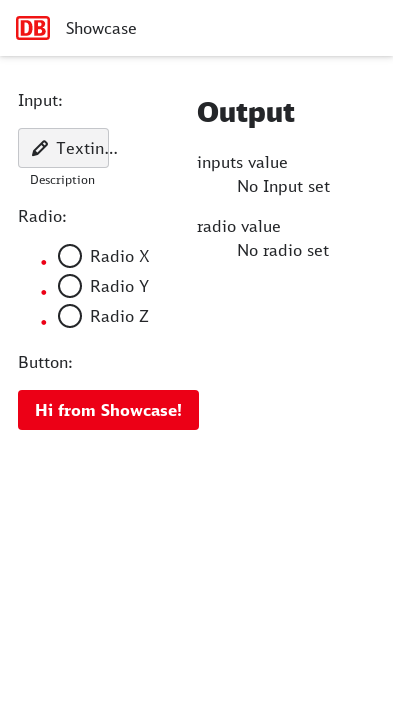 DB Showcase
Input:
Textin...
Description
Radio:
Radio X
Radio Y
Radio Z
Button:
Hi from Showcase!
Output
inputs value
No Input set
radio value
No radio set